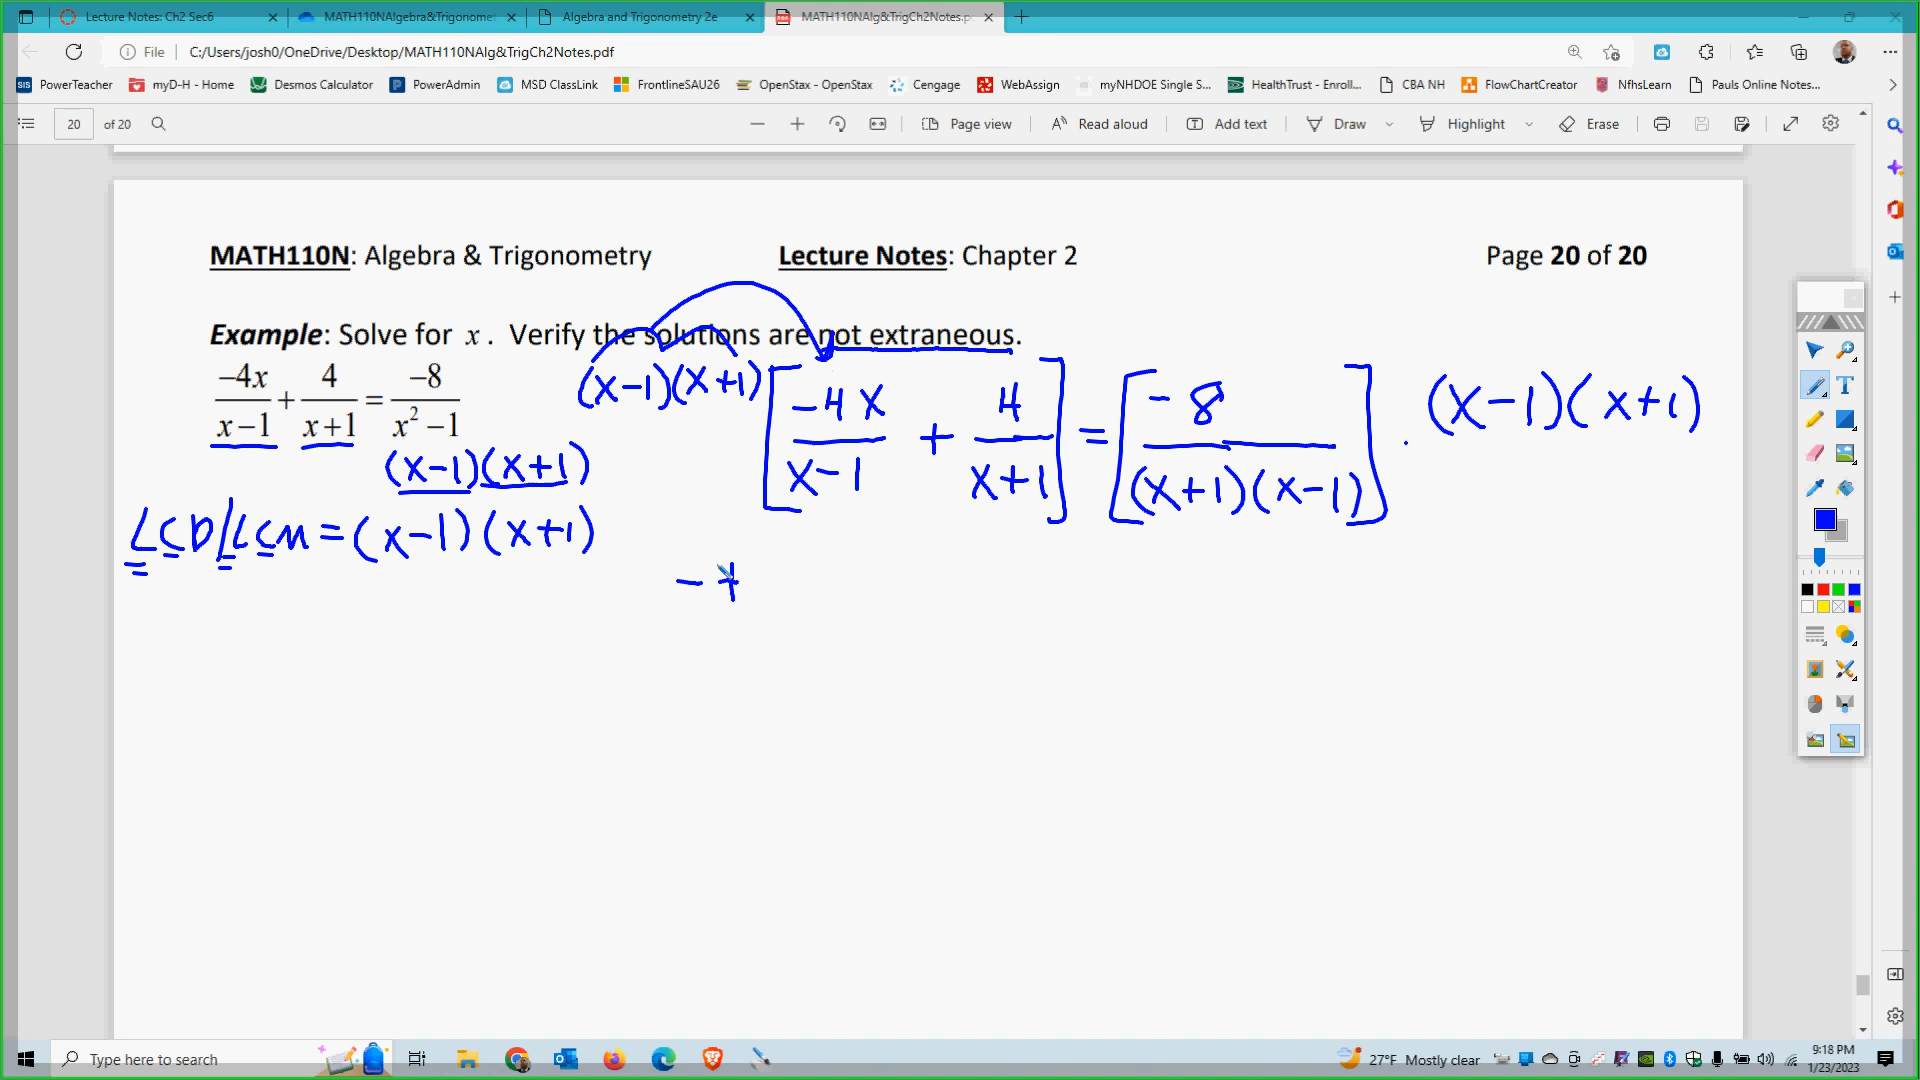 Lecture Notes: Ch2 Sec6
MATH110NAlgebra&Trigonomet
Algebra and Trigonometry 2e
MATH110NAlg&TrigCh2Notes.p
File
C:/Users/josh0/OneDrive/Desktop/MATH110NAlg&TrigCh2Notes.pdf
PowerTeacher myD-H - Home Desmos Calculator PowerAdmin MSD ClassLink FrontlineSAU26 OpenStax - OpenStax Cengage WebAssign myNHDOE Single S... HealthTrust - Enroll... CBA NH FlowChartCreator NfhsLearn Pauls Online Notes...
20 of 20 Page view Read aloud Add text Draw Highlight Erase
MATH110N: Algebra & Trigonometry Lecture Notes: Chapter 2 Page 20 of 20
Example: Solve for x. Verify the solutions are not extraneous.
-4x/(x-1) + 4/(x+1) = -8/(x²-1)
(x-1)(x+1) [-4x/(x-1) + 4/(x+1)] = [-8/((x+1)(x-1))] · (x-1)(x+1)
(x-1)(x+1)
LCD/LCM = (x-1)(x+1)
Type here to search
27°F Mostly clear
9:18 PM
1/23/2023